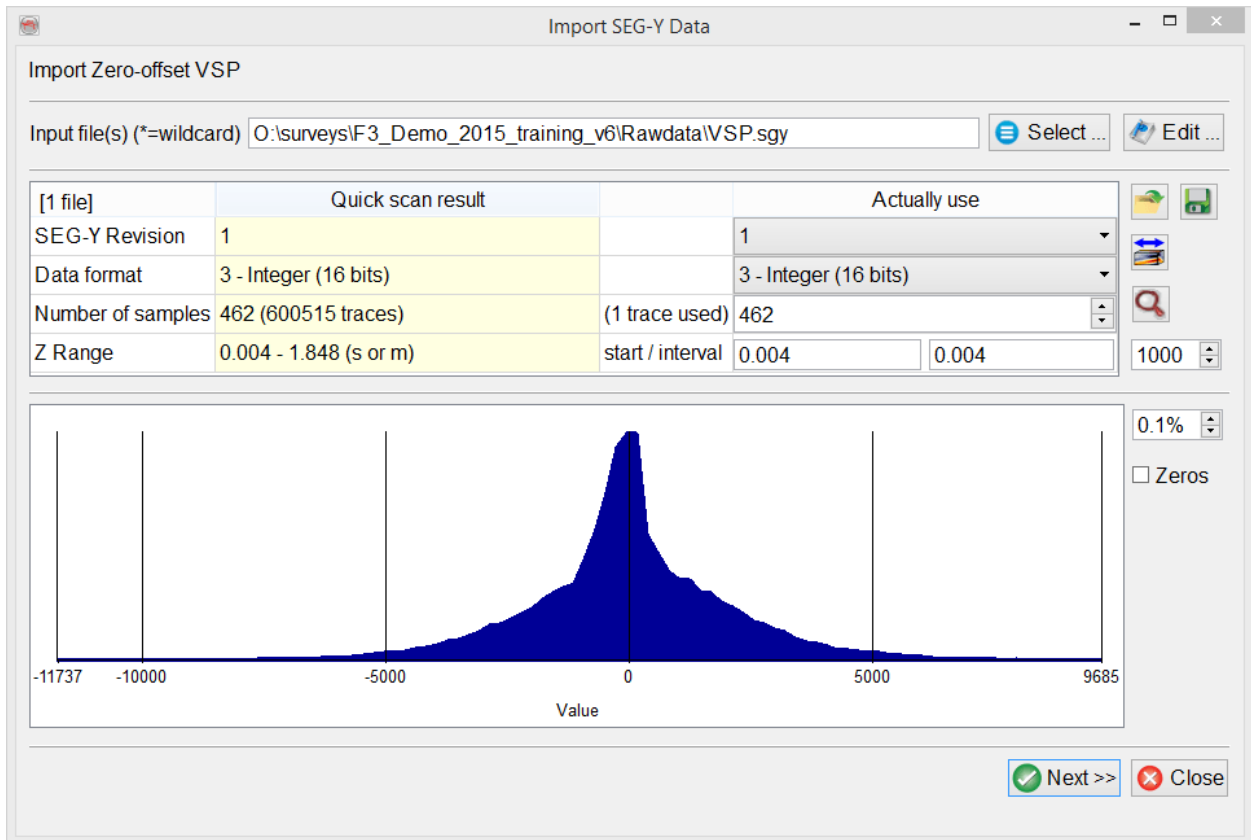 Import SEG-Y Data
Import Zero-offset VSP
Input file(s) (*=wildcard) O:\surveys\F3_Demo_2015_training_v6\Rawdata\VSP.sgy Select ... Edit ...
[1 file] Quick scan result Actually use
SEG-Y Revision 1 1
Data format 3 - Integer (16 bits) 3 - Integer (16 bits)
Number of samples 462 (600515 traces) (1 trace used) 462
Z Range 0.004 - 1.848 (s or m) start / interval 0.004 0.004 1000
0.1%
Zeros
-11737 -10000 -5000 0 5000 9685
Value
Next >> Close